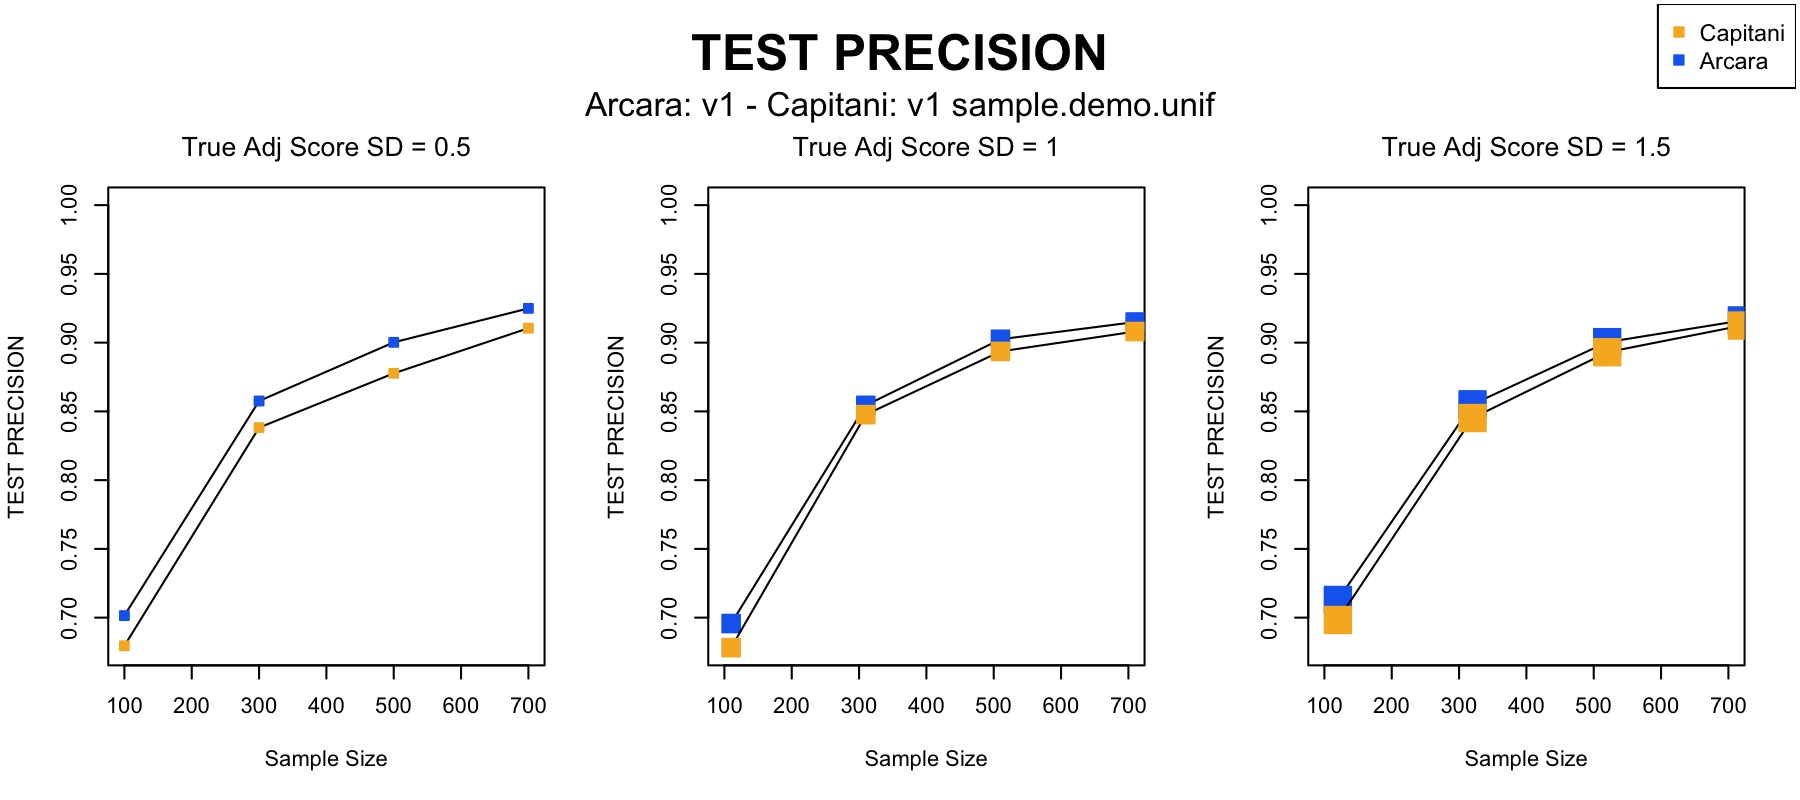 TEST PRECISION
Arcara: v1 - Capitani: v1 sample.demo.unif
Capitani
Arcara
True Adj Score SD = 0.5
TEST PRECISION
1.00
0.95
0.90
0.85
0.80
0.75
0.70
100 200 300 400 500 600 700
Sample Size
True Adj Score SD = 1
TEST PRECISION
1.00
0.95
0.90
0.85
0.80
0.75
0.70
100 200 300 400 500 600 700
Sample Size
True Adj Score SD = 1.5
TEST PRECISION
1.00
0.95
0.90
0.85
0.80
0.75
0.70
100 200 300 400 500 600 700
Sample Size